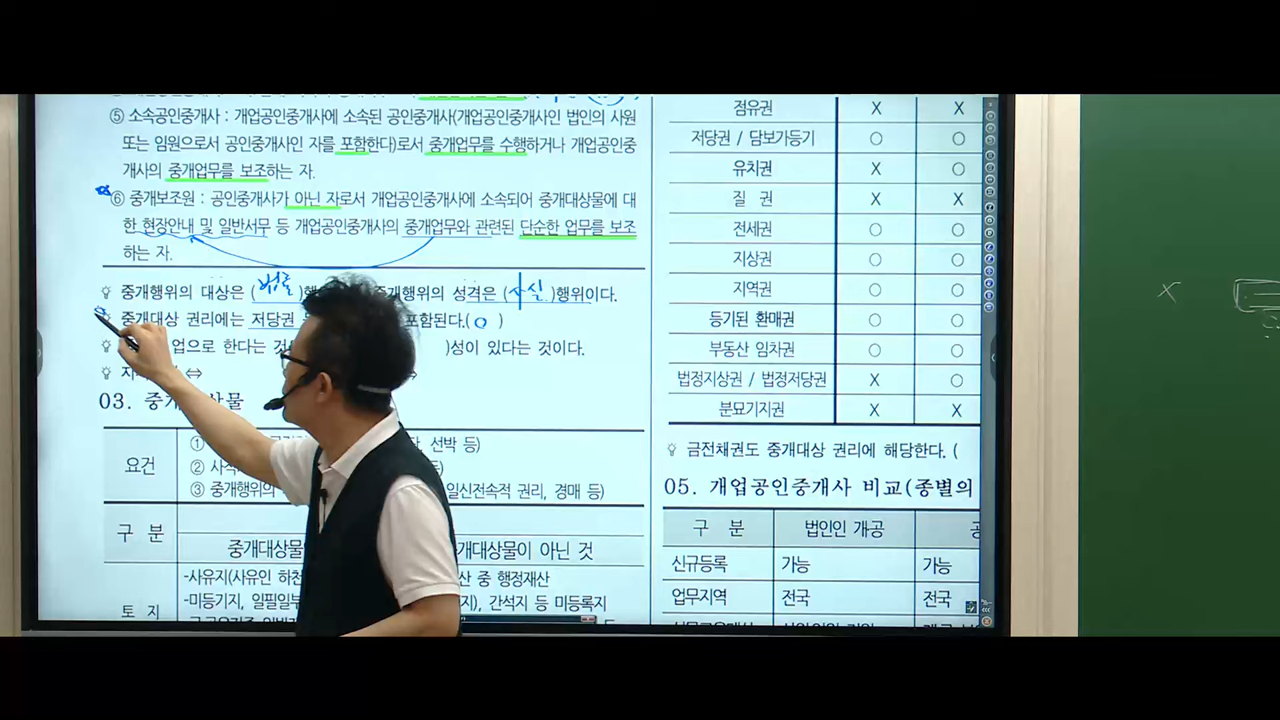 ⑤ 소속공인중개사 : 개업공인중개사에 소속된 공인중개사(개업공인중개사인 법인의 사원
또는 임원으로서 공인중개사인 자를 포함한다)로서 중개업무를 수행하거나 개업공인중
개사의 중개업무를 보조하는 자.
⑥ 중개보조원 : 공인중개사가 아닌 자로서 개업공인중개사에 소속되어 중개대상물에 대
한 현장안내 및 일반서무 등 개업공인중개사의 중개업무와 관련된 단순한 업무를 보조
하는 자.
중개행위의 대상은 (법률)행 중개행위의 성격은 (사실)행위이다.
중개대상 권리에는 저당권 포함된다.( O )
업으로 한다는 )성이 있다는 것이다.
⇔
03. 중개 상물
요건
① 선박 등)
②
③ 중개행위의 일신전속적 권리, 경매 등)
구 분
중개대상물 개대상물이 아닌 것
토 지
-사유지(사유인 하천 산 중 행정재산
-미등기지, 일필일부 지), 간석지 등 미등록지
점유권 X X
저당권 / 담보가등기 ○ ○
유치권 X ○
질 권 X X
전세권 ○ ○
지상권 ○ ○
지역권 ○ ○
등기된 환매권 ○ ○
부동산 임차권 ○ ○
법정지상권 / 법정저당권 X ○
분묘기지권 X X
금전채권도 중개대상 권리에 해당한다. (
05. 개업공인중개사 비교(종별의
구 분 법인인 개공
신규등록 가능 가능
업무지역 전국 전국
X